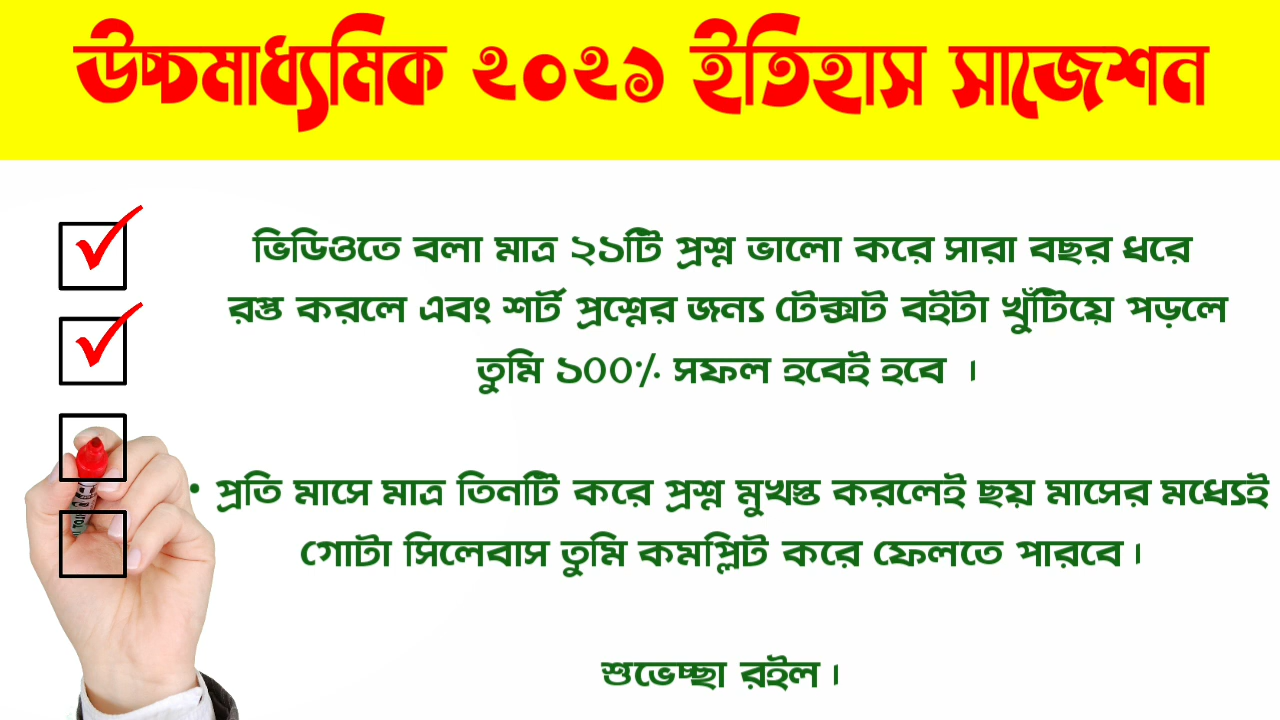 উচ্চমাধ্যমিক ২০২১ ইতিহাস সাজেশন
ভিডিওতে বলা মাত্র ২১টি প্রশ্ন ভালো করে সারা বছর ধরে
রপ্ত করলে এবং শর্ট প্রশ্নের জন্য টেক্সট বইটা খুঁটিয়ে পড়লে
তুমি ১০০% সফল হবেই হবে ।
• প্রতি মাসে মাত্র তিনটি করে প্রশ্ন মুখস্ত করলেই ছয় মাসের মধ্যেই
গোটা সিলেবাস তুমি কমপ্লিট করে ফেলতে পারবে।
শুভেচ্ছা রইল।